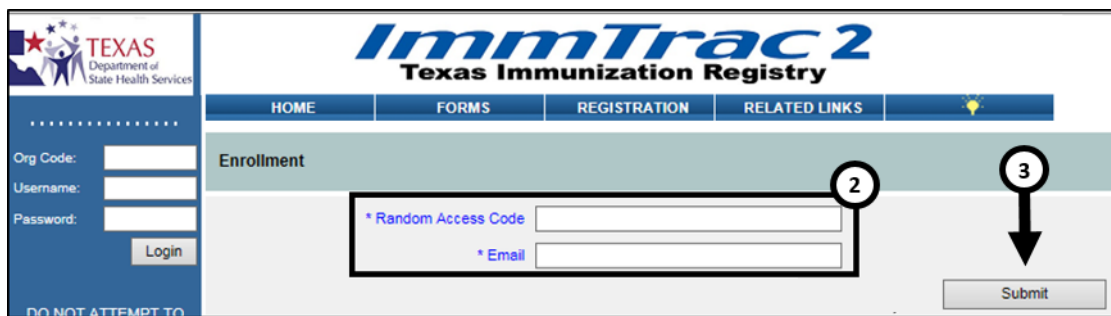 TEXAS
Department of
State Health Services
ImmTrac2
Texas Immunization Registry
HOME FORMS REGISTRATION RELATED LINKS
Org Code:
Username:
Password:
Login
DO NOT ATTEMPT TO
Enrollment
2
3
* Random Access Code
* Email
Submit